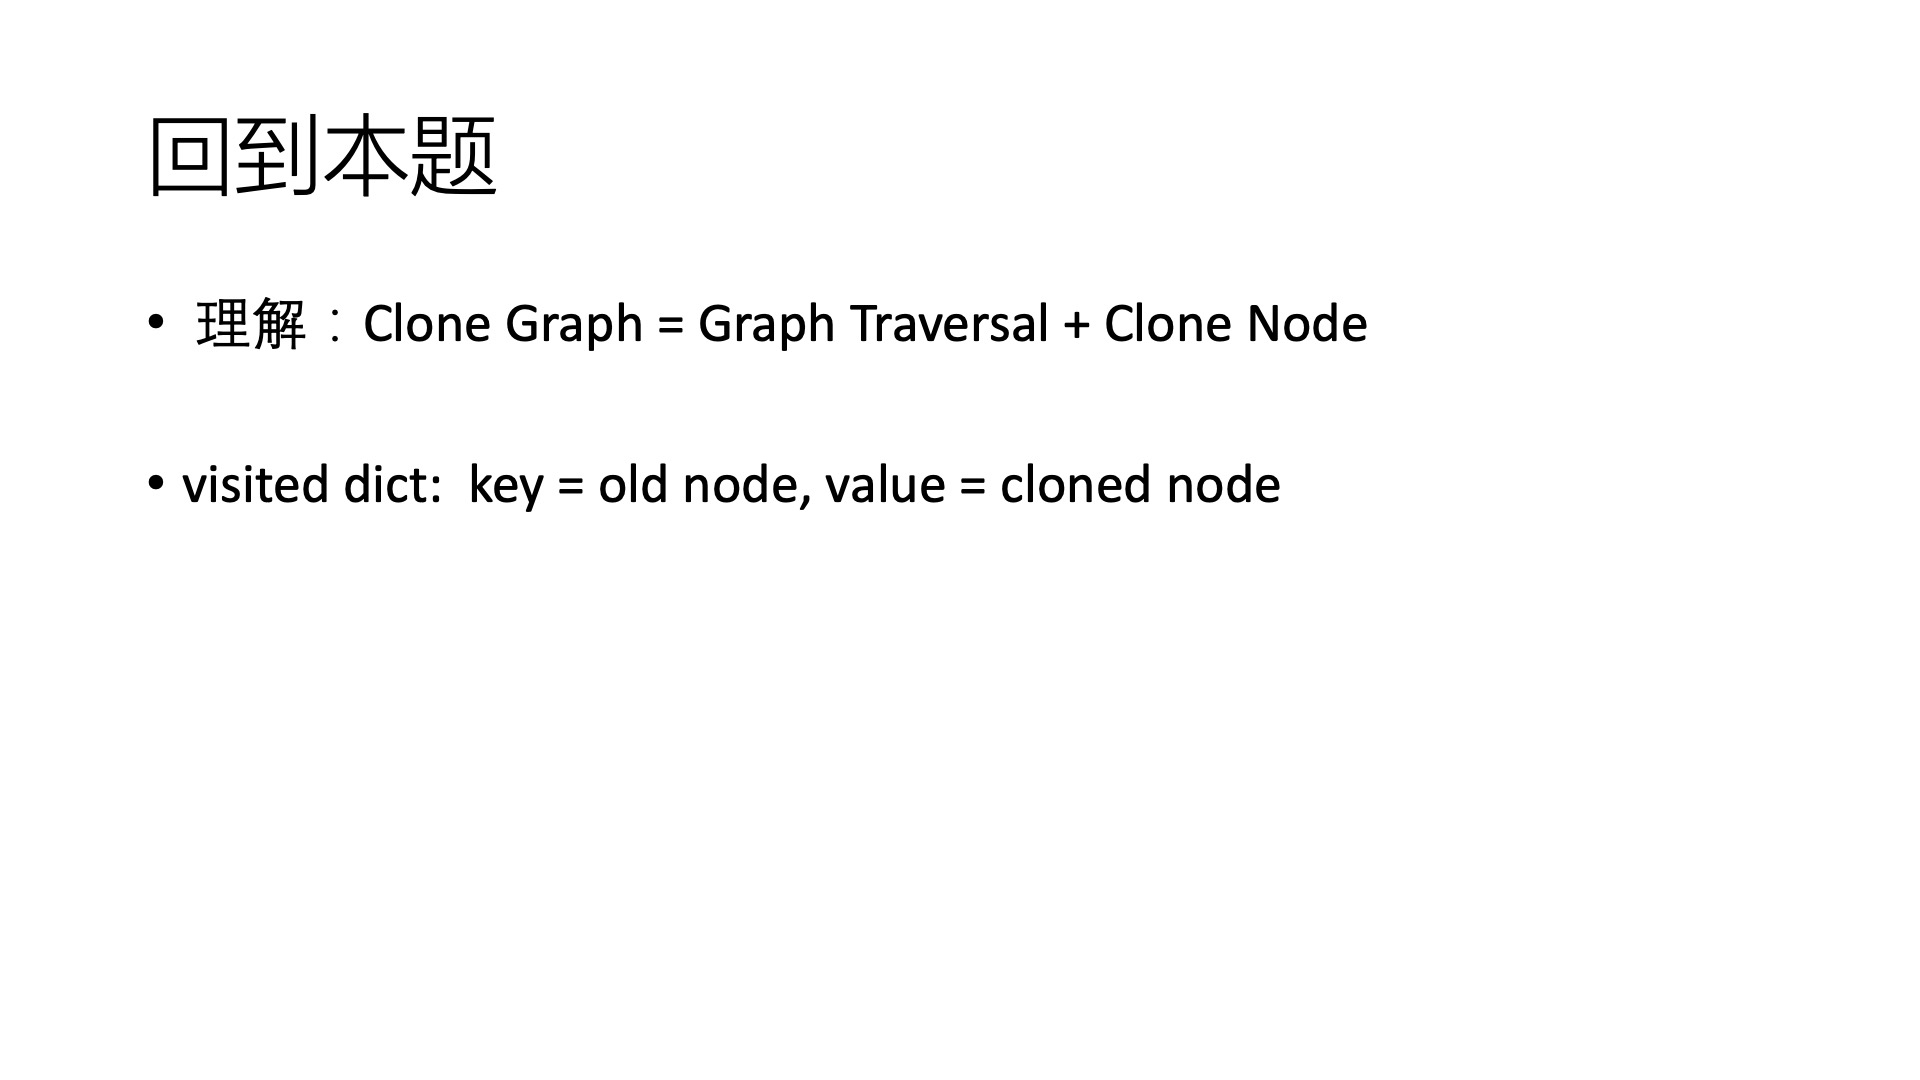 回到本题
• 理解：Clone Graph = Graph Traversal + Clone Node
• visited dict:  key = old node, value = cloned node